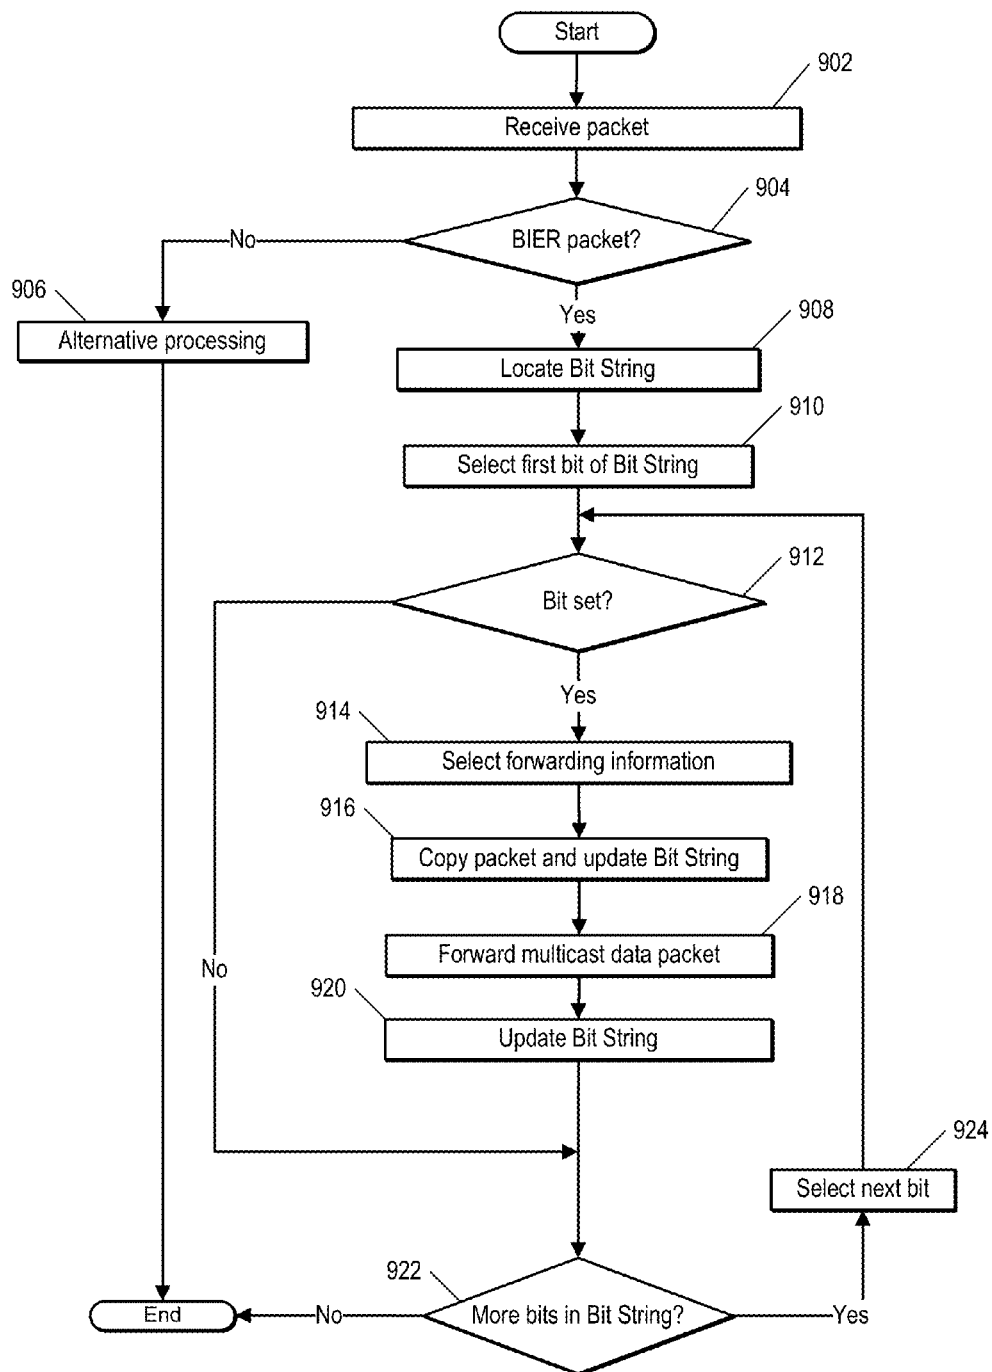 Start
902
Receive packet
904
BIER packet?
No
906
Alternative processing
Yes
908
Locate Bit String
910
Select first bit of Bit String
912
Bit set?
Yes
914
Select forwarding information
916
Copy packet and update Bit String
918
Forward multicast data packet
No
920
Update Bit String
924
Select next bit
922
More bits in Bit String?
Yes
No
End